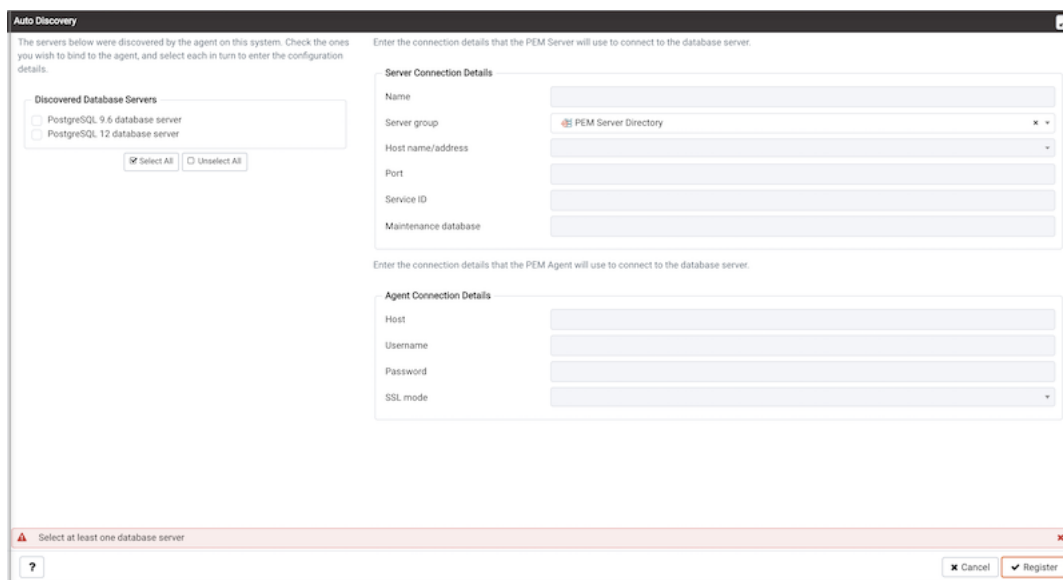 Auto Discovery
The servers below were discovered by the agent on this system. Check the ones
you wish to bind to the agent, and select each in turn to enter the configuration
details.
Discovered Database Servers
PostgreSQL 9.6 database server
PostgreSQL 12 database server
Select All
Unselect All
Enter the connection details that the PEM Server will use to connect to the database server.
Server Connection Details
Name
Server group
PEM Server Directory
Host name/address
Port
Service ID
Maintenance database
Enter the connection details that the PEM Agent will use to connect to the database server.
Agent Connection Details
Host
Username
Password
SSL mode
Select at least one database server
?
Cancel
Register